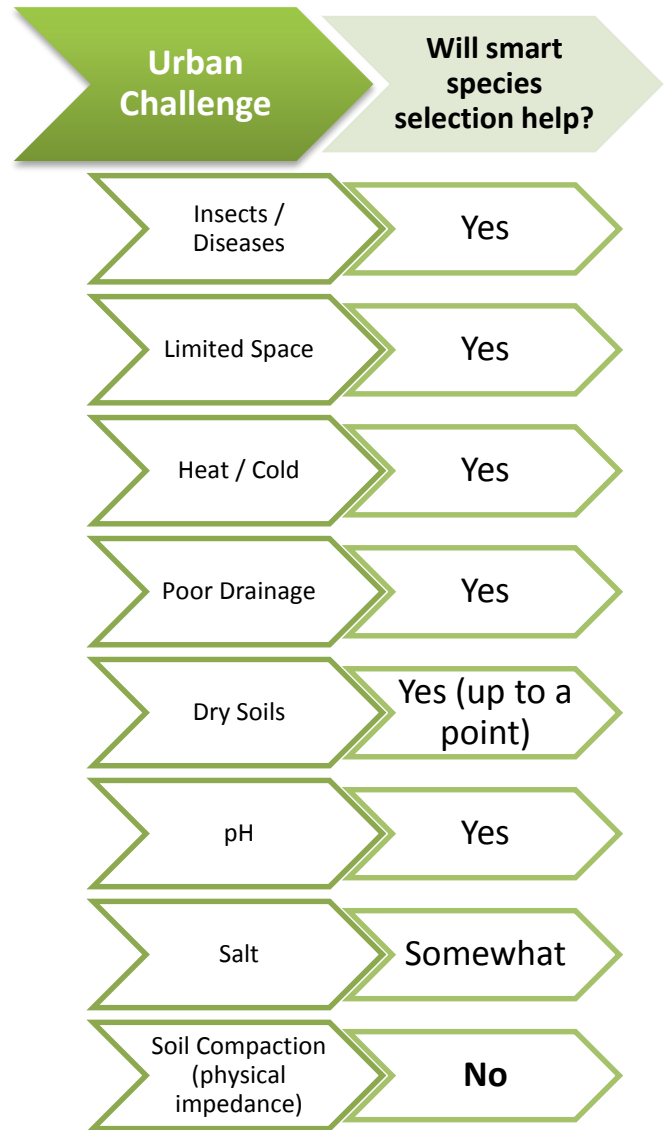 Urban
Challenge
Will smart
species
selection help?
Insects /
Diseases
Yes
Limited Space
Yes
Heat / Cold
Yes
Poor Drainage
Yes
Dry Soils
Yes (up to a
point)
pH
Yes
Salt
Somewhat
Soil Compaction
(physical
impedance)
No